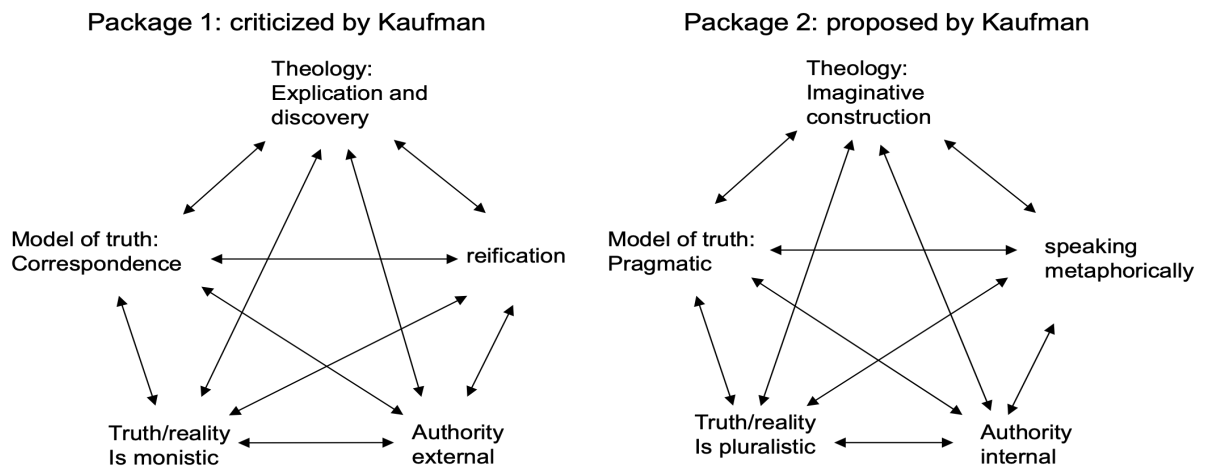 Package 1: criticized by Kaufman
Theology:
Explication and
discovery
Model of truth:
Correspondence
reification
Truth/reality
Is monistic
Authority
external
Package 2: proposed by Kaufman
Theology:
Imaginative
construction
Model of truth:
Pragmatic
speaking
metaphorically
Truth/reality
Is pluralistic
Authority
internal